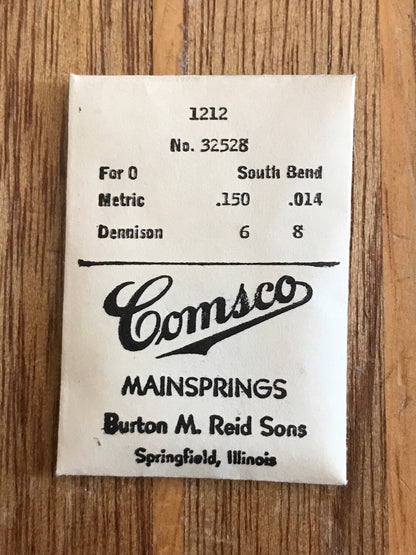 1212
No. 32528
For 0 South Bend
Metric .150 .014
Dennison 6 8
Comsco
MAINSPRINGS
Burton M. Reid Sons
Springfield, Illinois